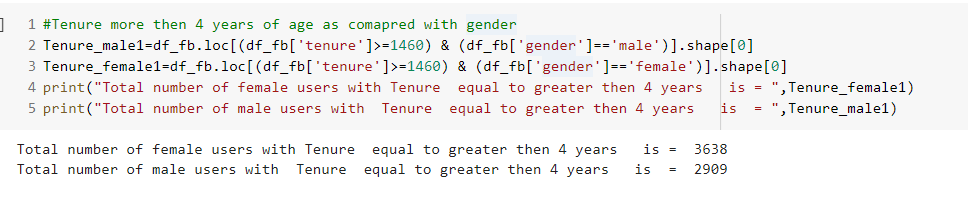 1 #Tenure more then 4 years of age as comapred with gender
2 Tenure_male1=df_fb.loc[(df_fb['tenure']>=1460) & (df_fb['gender']=='male')].shape[0]
3 Tenure_female1=df_fb.loc[(df_fb['tenure']>=1460) & (df_fb['gender']=='female')].shape[0]
4 print("Total number of female users with Tenure  equal to greater then 4 years   is = ",Tenure_female1)
5 print("Total number of male users with  Tenure  equal to greater then 4 years   is  = ",Tenure_male1)
Total number of female users with Tenure  equal to greater then 4 years   is =  3638
Total number of male users with  Tenure  equal to greater then 4 years   is  =  2909